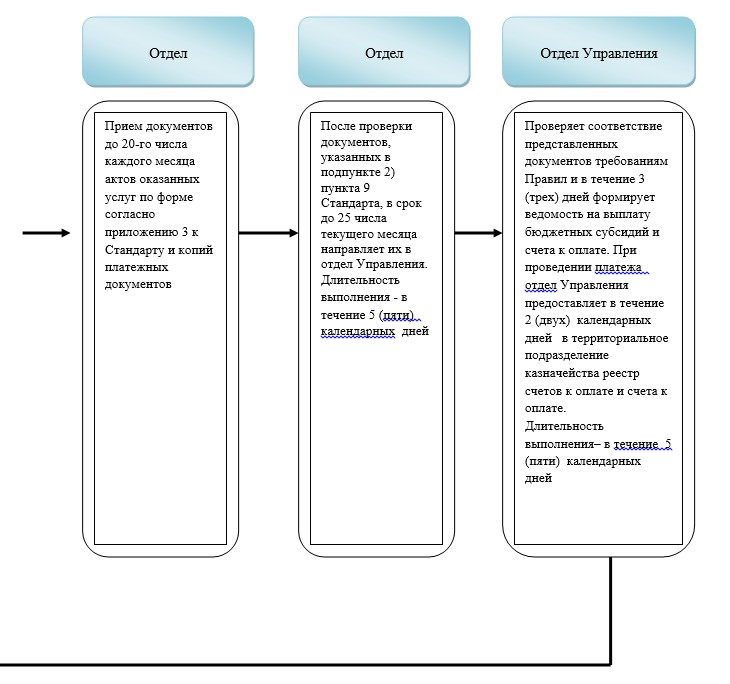 Отдел
Отдел
Отдел Управления
Прием документов
до 20-го числа
каждого месяца
актов оказанных
услуг по форме
согласно
приложению 3 к
Стандарту и копий
платежных
документов
После проверки
документов,
указанных в
подпункте 2)
пункта 9
Стандарта, в срок
до 25 числа
текущего месяца
направляет их в
отдел Управления.
Длительность
выполнения - в
течение 5 (пяти)
календарных дней
Проверяет соответствие
представленных
документов требованиям
Правил и в течение 3
(трех) дней формирует
ведомость на выплату
бюджетных субсидий и
счета к оплате. При
проведении платежа
отдел Управления
предоставляет в течение
2 (двух) календарных
дней в территориальное
подразделение
казначейства реестр
счетов к оплате и счета к
оплате.
Длительность
выполнения– в течение 5
(пяти) календарных
дней